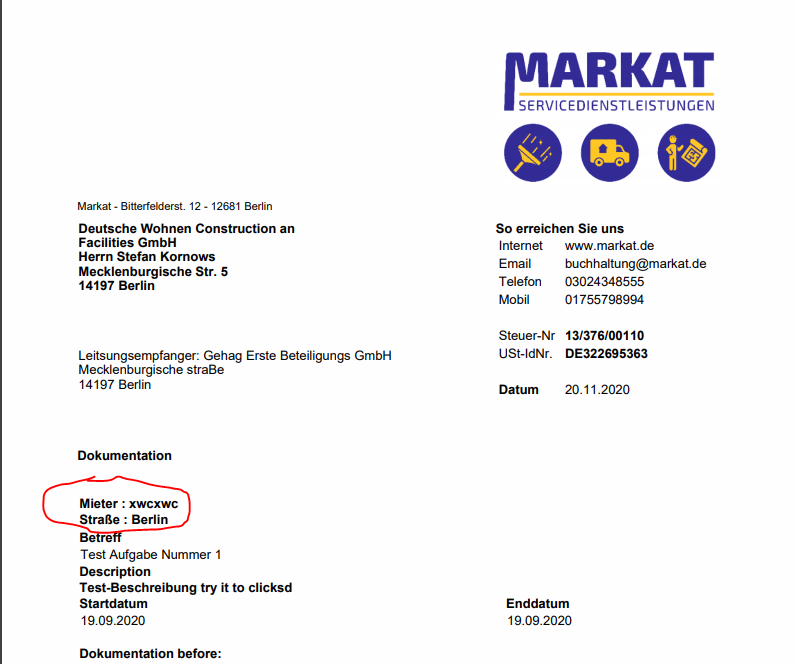 MARKAT
SERVICEDIENSTLEISTUNGEN
Markat - Bitterfelderst. 12 - 12681 Berlin
Deutsche Wohnen Construction an
Facilities GmbH
Herrn Stefan Kornows
Mecklenburgische Str. 5
14197 Berlin
So erreichen Sie uns
Internet www.markat.de
Email buchhaltung@markat.de
Telefon 03024348555
Mobil 01755798994
Steuer-Nr 13/376/00110
USt-IdNr. DE322695363
Datum 20.11.2020
Leitsungsempfanger: Gehag Erste Beteiligungs GmbH
Mecklenburgische straBe
14197 Berlin
Dokumentation
Mieter : xwcxwc
Straße : Berlin
Betreff
Test Aufgabe Nummer 1
Description
Test-Beschreibung try it to clicksd
Startdatum Enddatum
19.09.2020 19.09.2020
Dokumentation before: